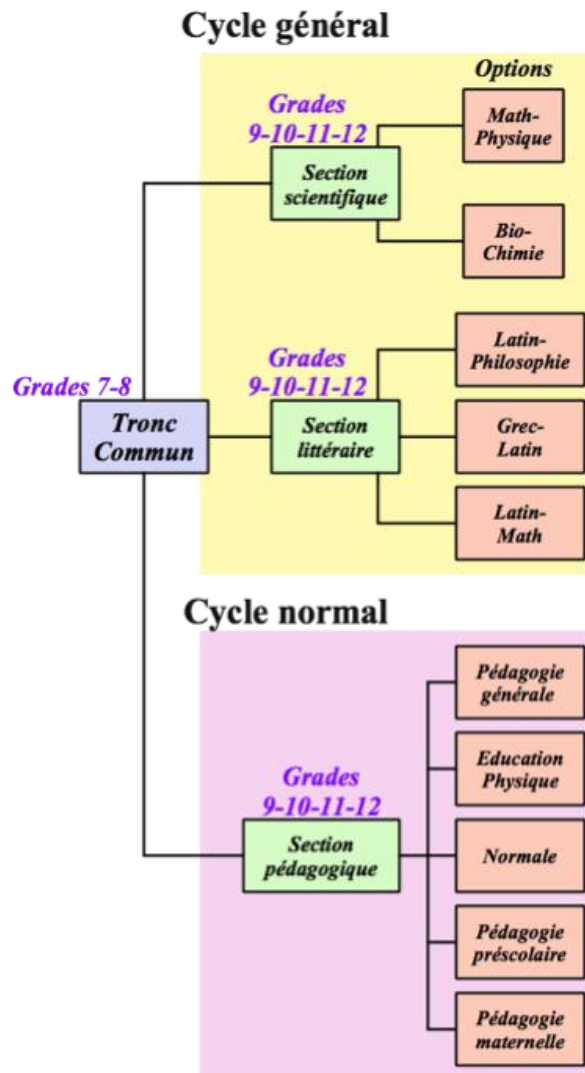 Cycle général
Options
Grades
9-10-11-12
Math-
Physique
Section
scientifique
Bio-
Chimie
Grades 7-8
Tronc
Commun
Grades
9-10-11-12
Section
littéraire
Latin-
Philosophie
Grec-
Latin
Latin-
Math
Cycle normal
Grades
9-10-11-12
Section
pédagogique
Pédagogie
générale
Education
Physique
Normale
Pédagogie
préscolaire
Pédagogie
maternelle